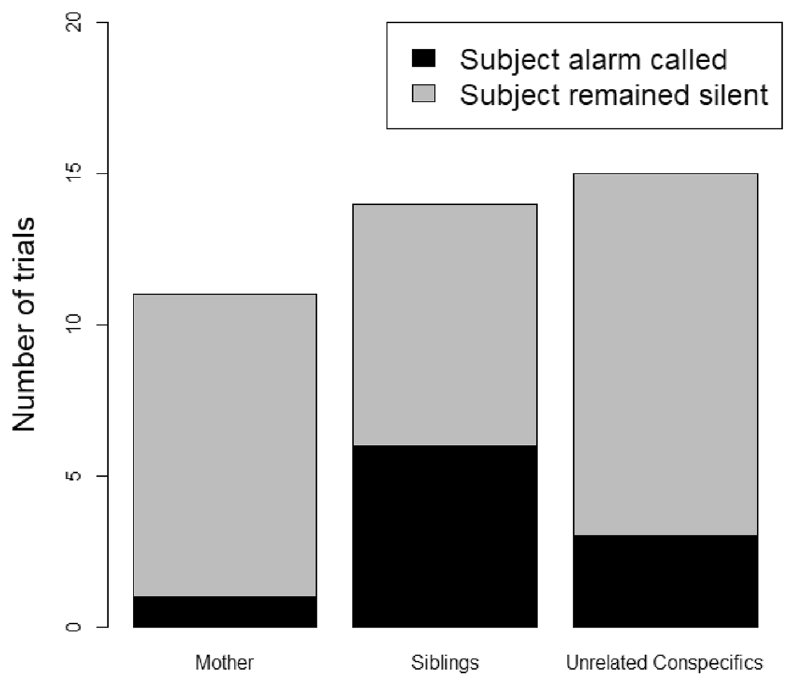 Subject alarm called
Subject remained silent
Number of trials
20
15
10
5
0
Mother
Siblings
Unrelated Conspecifics